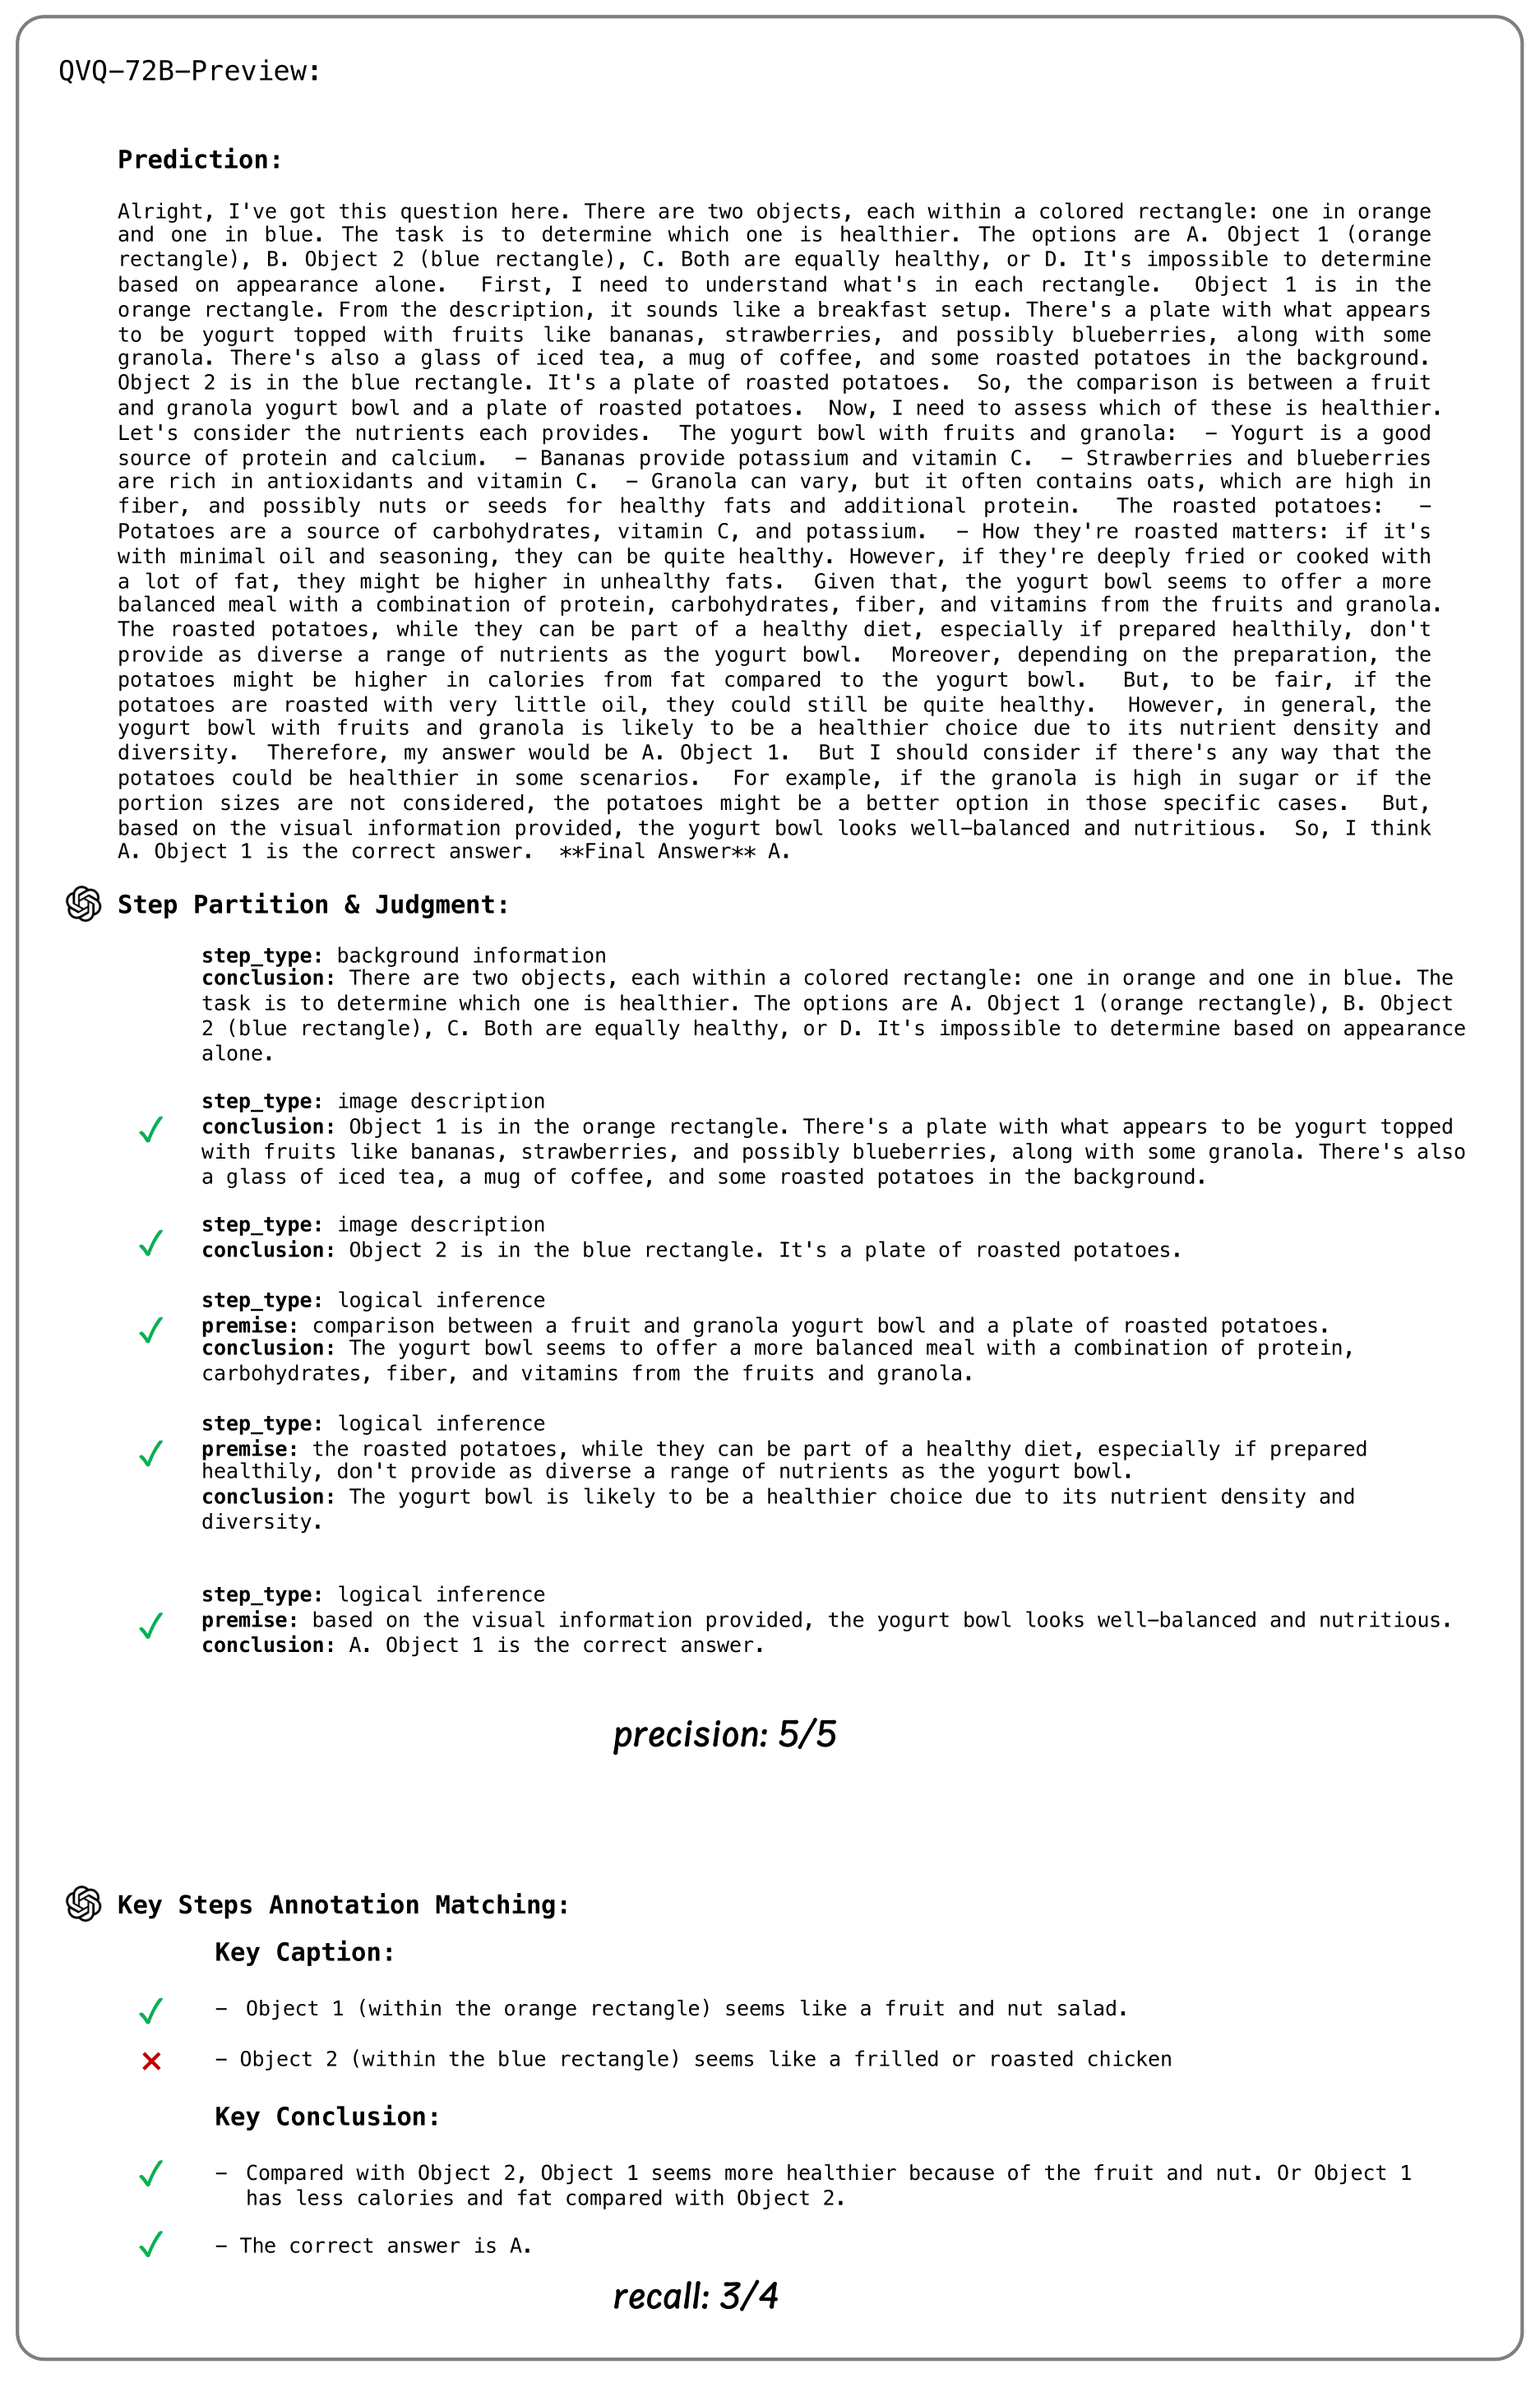 QVQ-72B-Preview:
Prediction:
Alright, I've got this question here. There are two objects, each within a colored rectangle: one in orange
and one in blue. The task is to determine which one is healthier. The options are A. Object 1 (orange
rectangle), B. Object 2 (blue rectangle), C. Both are equally healthy, or D. It's impossible to determine
based on appearance alone.  First, I need to understand what's in each rectangle.  Object 1 is in the
orange rectangle. From the description, it sounds like a breakfast setup. There's a plate with what appears
to be yogurt topped with fruits like bananas, strawberries, and possibly blueberries, along with some
granola. There's also a glass of iced tea, a mug of coffee, and some roasted potatoes in the background.
Object 2 is in the blue rectangle. It's a plate of roasted potatoes.  So, the comparison is between a fruit
and granola yogurt bowl and a plate of roasted potatoes.  Now, I need to assess which of these is healthier.
Let's consider the nutrients each provides.  The yogurt bowl with fruits and granola:  – Yogurt is a good
source of protein and calcium.  – Bananas provide potassium and vitamin C.  – Strawberries and blueberries
are rich in antioxidants and vitamin C.  – Granola can vary, but it often contains oats, which are high in
fiber, and possibly nuts or seeds for healthy fats and additional protein.  The roasted potatoes:  –
Potatoes are a source of carbohydrates, vitamin C, and potassium.  – How they're roasted matters: if it's
with minimal oil and seasoning, they can be quite healthy. However, if they're deeply fried or cooked with
a lot of fat, they might be higher in unhealthy fats.  Given that, the yogurt bowl seems to offer a more
balanced meal with a combination of protein, carbohydrates, fiber, and vitamins from the fruits and granola.
The roasted potatoes, while they can be part of a healthy diet, especially if prepared healthily, don't
provide as diverse a range of nutrients as the yogurt bowl.  Moreover, depending on the preparation, the
potatoes might be higher in calories from fat compared to the yogurt bowl.  But, to be fair, if the
potatoes are roasted with very little oil, they could still be quite healthy.  However, in general, the
yogurt bowl with fruits and granola is likely to be a healthier choice due to its nutrient density and
diversity.  Therefore, my answer would be A. Object 1.  But I should consider if there's any way that the
potatoes could be healthier in some scenarios.  For example, if the granola is high in sugar or if the
portion sizes are not considered, the potatoes might be a better option in those specific cases.  But,
based on the visual information provided, the yogurt bowl looks well–balanced and nutritious.  So, I think
A. Object 1 is the correct answer.  **Final Answer** A.
Step Partition & Judgment:
step_type: background information
conclusion: There are two objects, each within a colored rectangle: one in orange and one in blue. The
task is to determine which one is healthier. The options are A. Object 1 (orange rectangle), B. Object
2 (blue rectangle), C. Both are equally healthy, or D. It's impossible to determine based on appearance
alone.
step_type: image description
✓ conclusion: Object 1 is in the orange rectangle. There's a plate with what appears to be yogurt topped
with fruits like bananas, strawberries, and possibly blueberries, along with some granola. There's also
a glass of iced tea, a mug of coffee, and some roasted potatoes in the background.
step_type: image description
✓ conclusion: Object 2 is in the blue rectangle. It's a plate of roasted potatoes.
step_type: logical inference
✓ premise: comparison between a fruit and granola yogurt bowl and a plate of roasted potatoes.
conclusion: The yogurt bowl seems to offer a more balanced meal with a combination of protein,
carbohydrates, fiber, and vitamins from the fruits and granola.
step_type: logical inference
✓ premise: the roasted potatoes, while they can be part of a healthy diet, especially if prepared
healthily, don't provide as diverse a range of nutrients as the yogurt bowl.
conclusion: The yogurt bowl is likely to be a healthier choice due to its nutrient density and
diversity.
step_type: logical inference
✓ premise: based on the visual information provided, the yogurt bowl looks well–balanced and nutritious.
conclusion: A. Object 1 is the correct answer.
precision: 5/5
Key Steps Annotation Matching:
Key Caption:
✓ – Object 1 (within the orange rectangle) seems like a fruit and nut salad.
✕ – Object 2 (within the blue rectangle) seems like a frilled or roasted chicken
Key Conclusion:
✓ – Compared with Object 2, Object 1 seems more healthier because of the fruit and nut. Or Object 1
has less calories and fat compared with Object 2.
✓ – The correct answer is A.
recall: 3/4